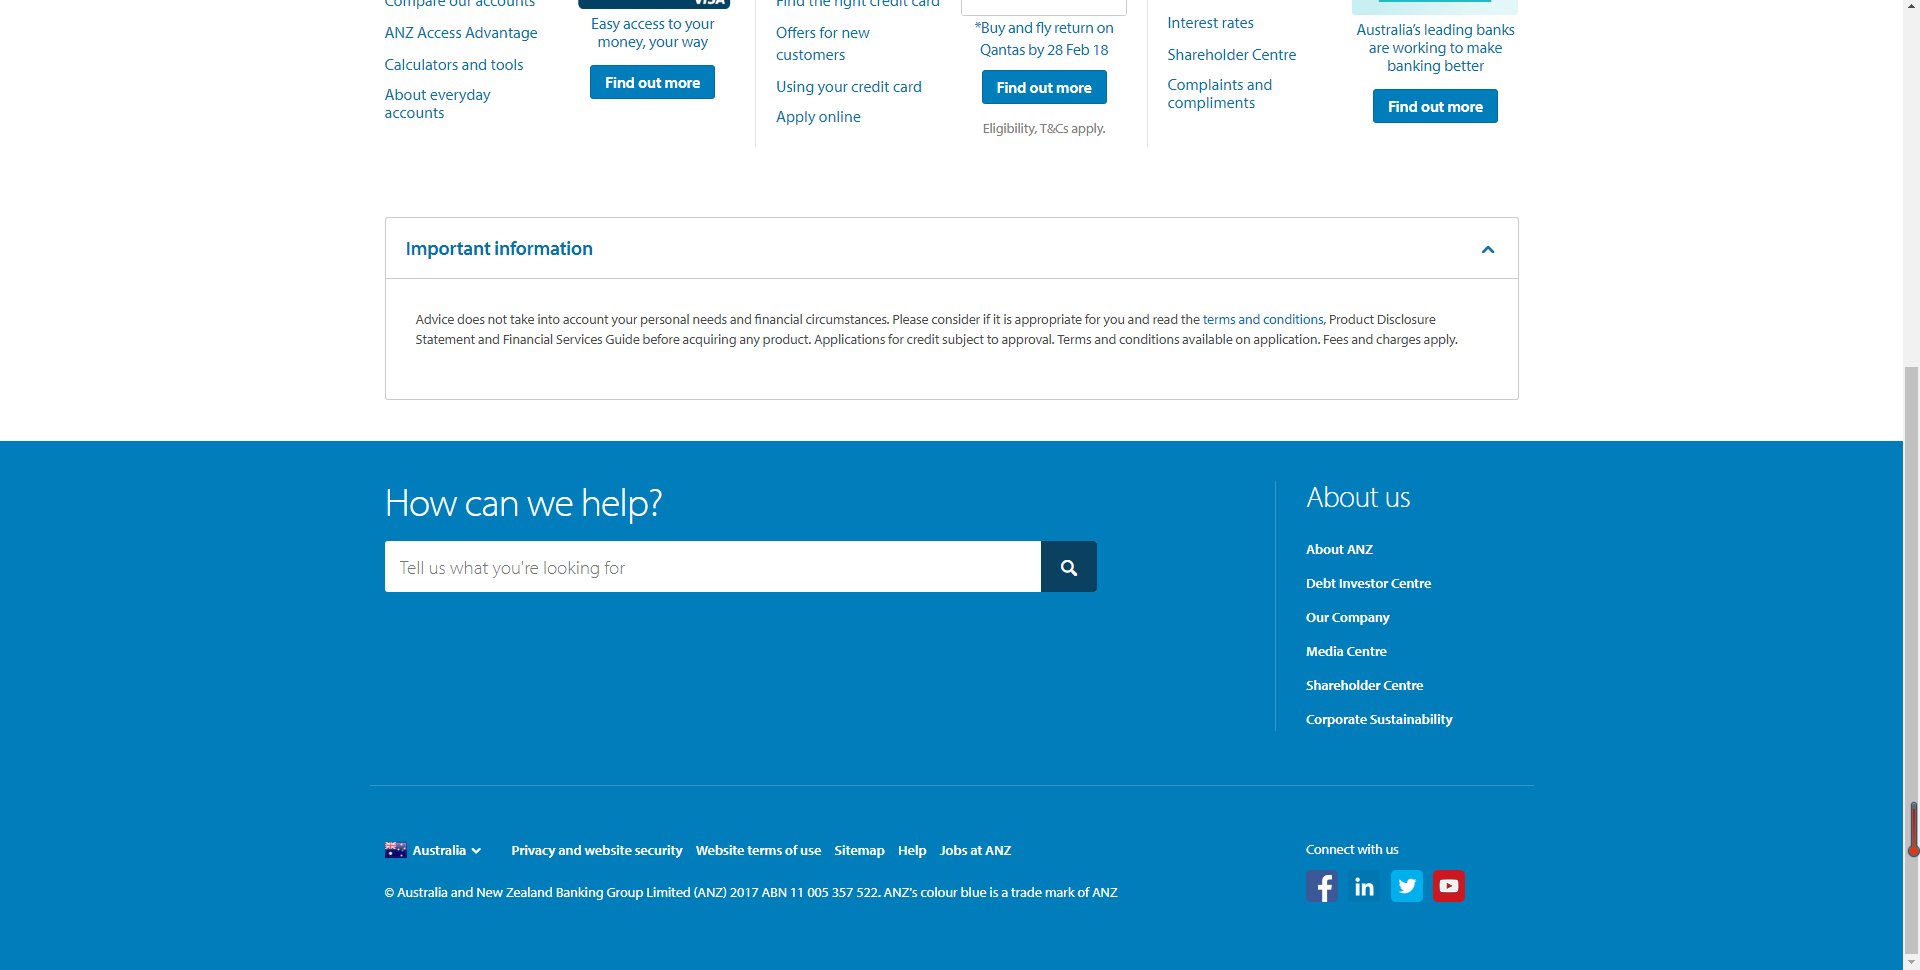 Compare our accounts
ANZ Access Advantage
Calculators and tools
About everyday
accounts
VISA
Easy access to your
money, your way
Find out more
Find the right credit card
Offers for new
customers
Using your credit card
Apply online
*Buy and fly return on
Qantas by 28 Feb 18
Find out more
Eligibility, T&Cs apply.
Interest rates
Shareholder Centre
Complaints and
compliments
Australia's leading banks
are working to make
banking better
Find out more
Important information
Advice does not take into account your personal needs and financial circumstances. Please consider if it is appropriate for you and read the terms and conditions, Product Disclosure
Statement and Financial Services Guide before acquiring any product. Applications for credit subject to approval. Terms and conditions available on application. Fees and charges apply.
How can we help?
Tell us what you're looking for
About us
About ANZ
Debt Investor Centre
Our Company
Media Centre
Shareholder Centre
Corporate Sustainability
Australia Privacy and website security Website terms of use Sitemap Help Jobs at ANZ
© Australia and New Zealand Banking Group Limited (ANZ) 2017 ABN 11 005 357 522. ANZ's colour blue is a trade mark of ANZ
Connect with us
f in